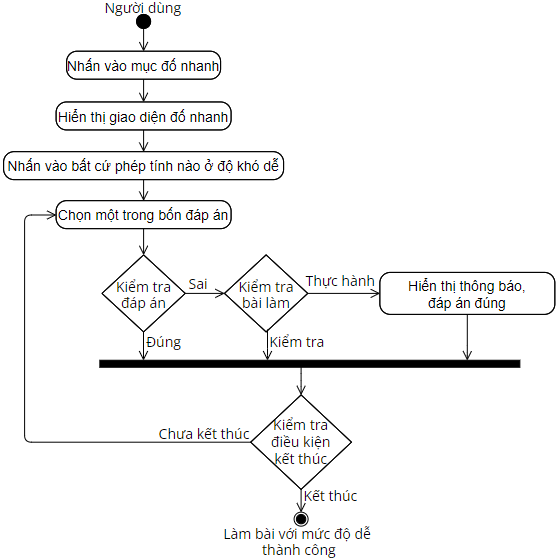 Người dùng
Nhấn vào mục đố nhanh
Hiển thị giao diện đố nhanh
Nhấn vào bất cứ phép tính nào ở độ khó dễ
Chọn một trong bốn đáp án
Kiểm tra
đáp án
Sai
Kiểm tra
bài làm
Thực hành
Hiển thị thông báo,
đáp án đúng
Đúng
Kiểm tra
Chưa kết thúc
Kiểm tra
điều kiện
kết thúc
Kết thúc
Làm bài với mức độ dễ
thành công